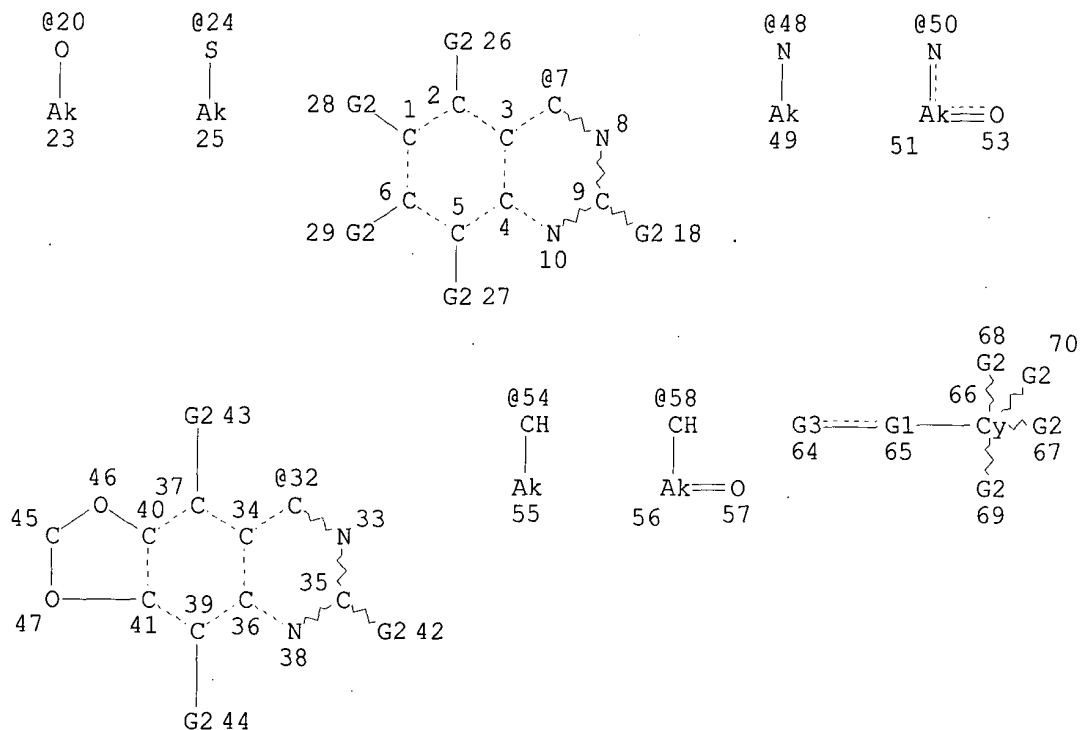 @20 @24 @48 @50
O S G2 26 N N
@7
Ak Ak 28 G2 1 2 C 3 C 8 Ak Ak O
23 25 C C N 49 51 53
6 C 5 C 9 C
29 G2 C 4 N G2 18
10
G2 27
68 70
G2 43 @54 @58 G2 G2
CH CH 66
G3 G1 Cy G2
46 37 @32 64 65 67
O 40 C 34 C 33 Ak Ak O G2
45 C C C N 55 56 57 69
35
47 O C 39 C C
41 C 36 N G2 42
38
G2 44